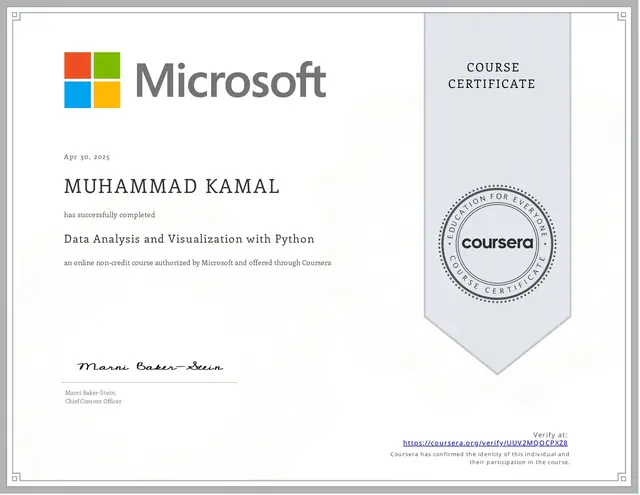 Microsoft
COURSE
CERTIFICATE
Apr 30, 2025
MUHAMMAD KAMAL
has successfully completed
Data Analysis and Visualization with Python
an online non-credit course authorized by Microsoft and offered through Coursera
EDUCATION FOR EVERYONE
coursera
COURSE CERTIFICATE
Marni Baker-Stein
Marni Baker-Stein,
Chief Content Officer
Verify at:
https://coursera.org/verify/UUV2MQOCPXZ8
Coursera has confirmed the identity of this individual and
their participation in the course.